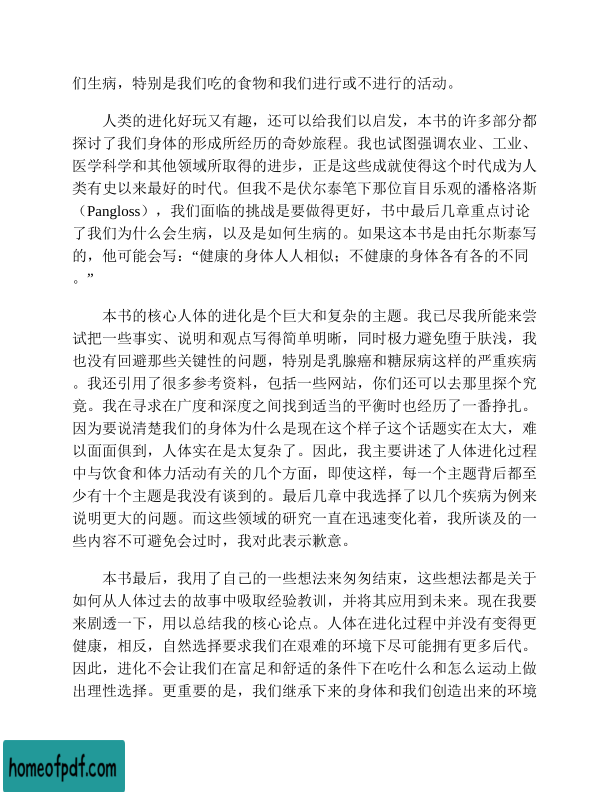 们生病，特别是我们吃的食物和我们进行或不进行的活动。
人类的进化好玩又有趣，还可以给我们以启发，本书的许多部分都
探讨了我们身体的形成所经历的奇妙旅程。我也试图强调农业、工业、
医学科学和其他领域所取得的进步，正是这些成就使得这个时代成为人
类有史以来最好的时代。但我不是伏尔泰笔下那位盲目乐观的潘格洛斯
（Pangloss），我们面临的挑战是要做得更好，书中最后几章重点讨论
了我们为什么会生病，以及是如何生病的。如果这本书是由托尔斯泰写
的，他可能会写：“健康的身体人人相似；不健康的身体各有各的不同
。”
本书的核心人体的进化是个巨大和复杂的主题。我已尽我所能来尝
试把一些事实、说明和观点写得简单明晰，同时极力避免堕于肤浅，我
也没有回避那些关键性的问题，特别是乳腺癌和糖尿病这样的严重疾病
。我还引用了很多参考资料，包括一些网站，你们还可以去那里探个究
竟。我在寻求在广度和深度之间找到适当的平衡时也经历了一番挣扎。
因为要说清楚我们的身体为什么是现在这个样子这个话题实在太大，难
以面面俱到，人体实在是太复杂了。因此，我主要讲述了人体进化过程
中与饮食和体力活动有关的几个方面，即使这样，每一个主题背后都至
少有十个主题是我没有谈到的。最后几章中我选择了以几个疾病为例来
说明更大的问题。而这些领域的研究一直在迅速变化着，我所谈及的一
些内容不可避免会过时，我对此表示歉意。
本书最后，我用了自己的一些想法来匆匆结束，这些想法都是关于
如何从人体过去的故事中吸取经验教训，并将其应用到未来。现在我要
来剧透一下，用以总结我的核心论点。人体在进化过程中并没有变得更
健康，相反，自然选择要求我们在艰难的环境下尽可能拥有更多后代。
因此，进化不会让我们在富足和舒适的条件下在吃什么和怎么运动上做
出理性选择。更重要的是，我们继承下来的身体和我们创造出来的环境
homeofpdf.com